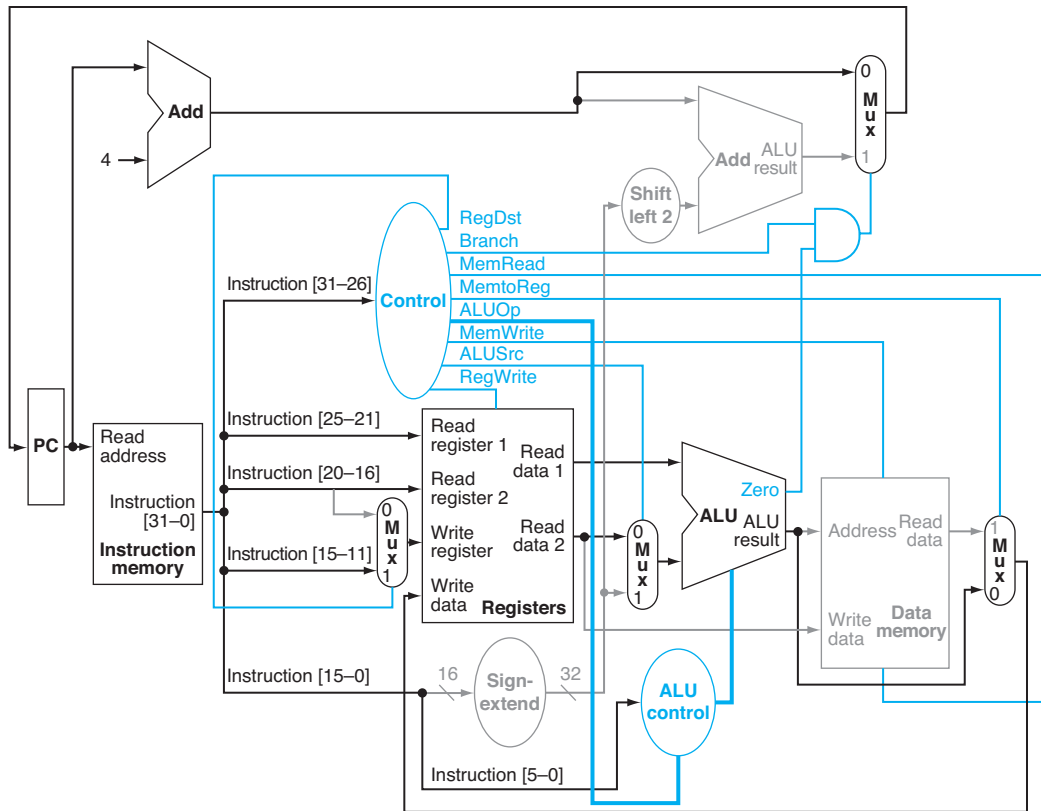 0
M
u
x
1
Add
4
Add
ALU
result
Shift
left 2
RegDst
Branch
MemRead
MemtoReg
ALUOp
MemWrite
ALUSrc
RegWrite
Control
Instruction [31–26]
Instruction [25–21]
Instruction [20–16]
Instruction [15–11]
Instruction [15–0]
Instruction [5–0]
PC
Read
address
Instruction
[31–0]
Instruction
memory
0
M
u
x
1
Read
register 1
Read
register 2
Write
register
Write
data
Read
data 1
Read
data 2
Registers
0
M
u
x
1
Zero
ALU
ALU
result
Address
Read
data
Write
data
Data
memory
1
M
u
x
0
16
Sign-
extend
32
ALU
control